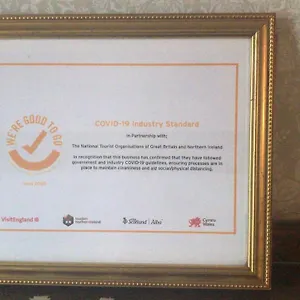 WE'RE GOOD TO GO
COVID-19 Industry Standard
In Partnership with:
The National Tourist Organisations of Great Britain and Northern Ireland
In recognition that this business has confirmed that they have followed
government and industry COVID-19 guidelines, ensuring processes are in
place to maintain cleanliness and aid social/physical distancing.
VisitEngland
Scotland | Alba
Cymru
Wales